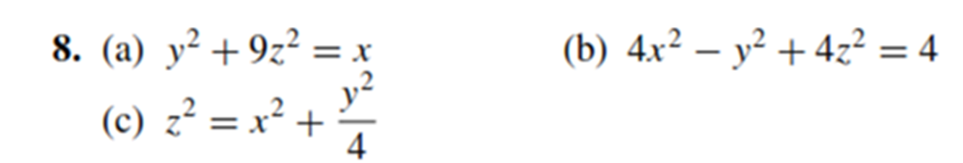 8. (a) y² + 9z² = x (b) 4x² − y² + 4z² = 4
(c) z² = x² + y²/4